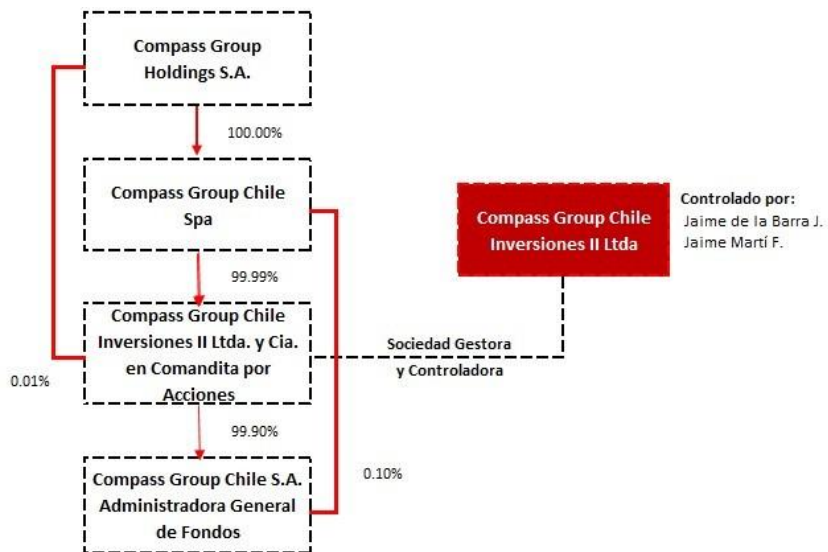 Compass Group
Holdings S.A.
100.00%
Compass Group Chile
Spa
99.99%
Compass Group Chile
Inversiones II Ltda. y Cia.
en Comandita por
Acciones
0.01%
99.90%
Compass Group Chile S.A.
Administradora General
de Fondos
0.10%
Sociedad Gestora
y Controladora
Compass Group Chile
Inversiones II Ltda
Controlado por:
Jaime de la Barra J.
Jaime Martí F.